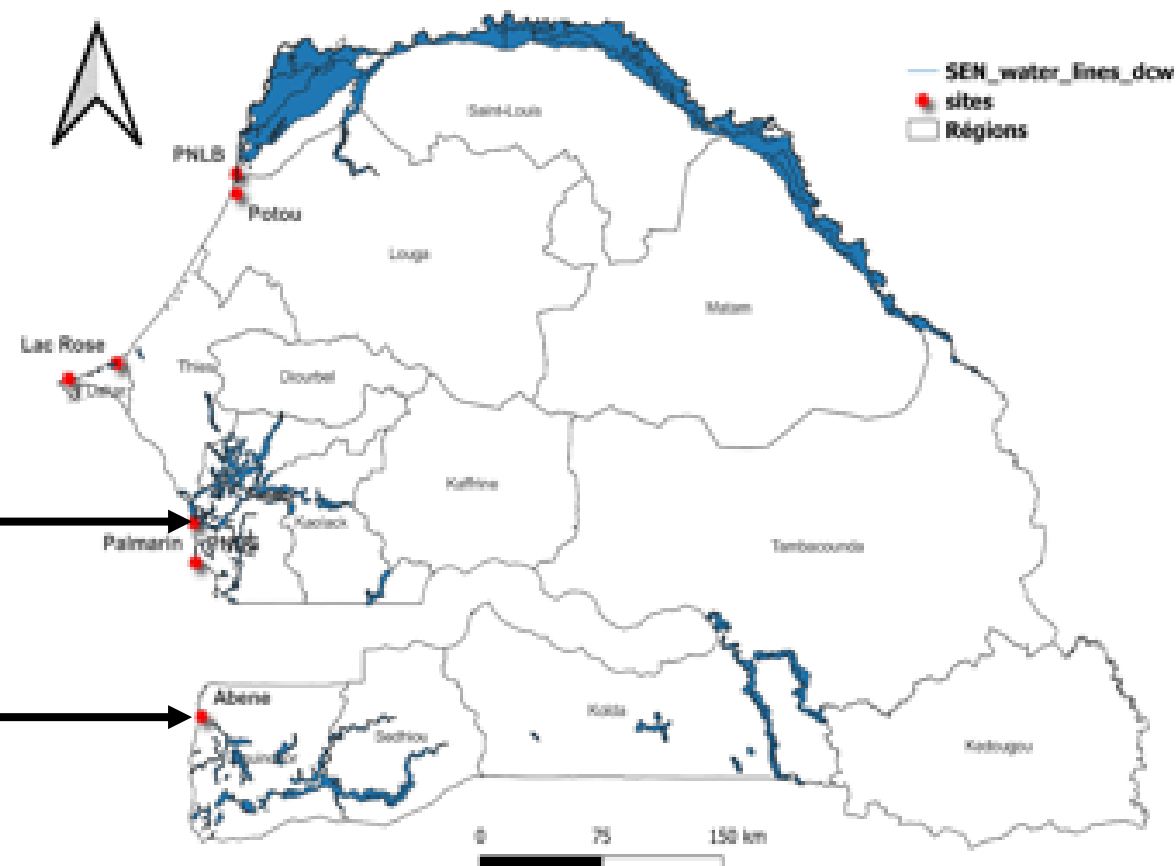 SEN_water_lines_dcw
sites
Régions
Saint-Louis
PNLB
Potou
Louga
Matam
Lac Rose
Thies
Diourbel
Dakar
Kaffrine
Kaolack
Palmarin
Tambacounda
Abene
Kolda
Sedhiou
Kedougou
0 75 150 km